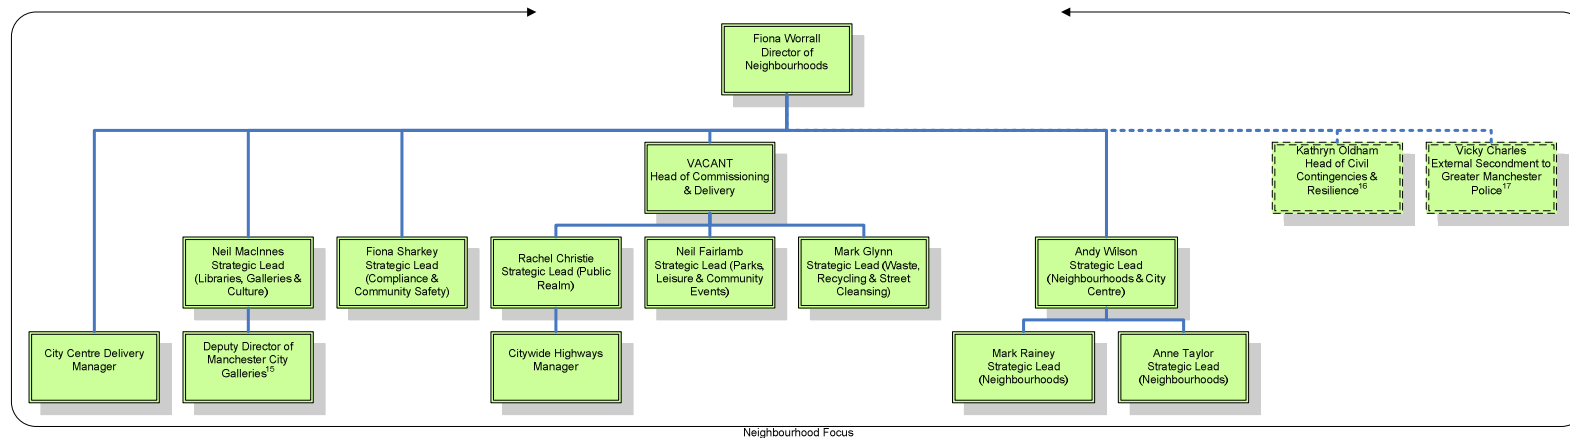 Fiona Worrall
Director of
Neighbourhoods
VACANT
Head of Commissioning
& Delivery
Kathryn Oldham
Head of Civil
Contingencies &
Resilience16
Vicky Charles
External Secondment to
Greater Manchester
Police17
Neil MacInnes
Strategic Lead
(Libraries, Galleries &
Culture)
Fiona Sharkey
Strategic Lead
(Compliance &
Community Safety)
Rachel Christie
Strategic Lead (Public
Realm)
Neil Fairlamb
Strategic Lead (Parks,
Leisure & Community
Events)
Mark Glynn
Strategic Lead (Waste,
Recycling & Street
Cleansing)
Andy Wilson
Strategic Lead
(Neighbourhoods & City
Centre)
City Centre Delivery
Manager
Deputy Director of
Manchester City
Galleries15
Citywide Highways
Manager
Mark Rainey
Strategic Lead
(Neighbourhoods)
Anne Taylor
Strategic Lead
(Neighbourhoods)
Neighbourhood Focus